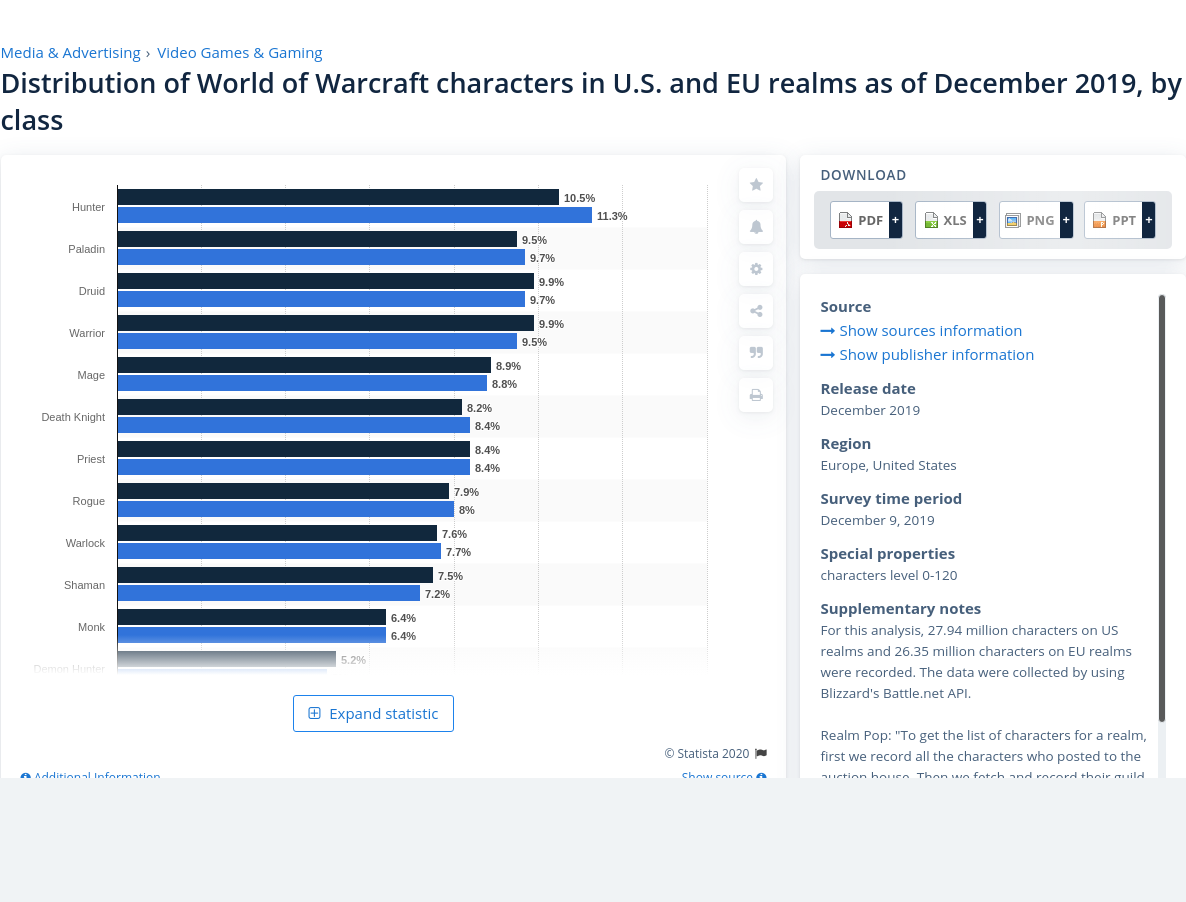 Media & Advertising › Video Games & Gaming
Distribution of World of Warcraft characters in U.S. and EU realms as of December 2019, by
class
Hunter
10.5%
11.3%
Paladin
9.5%
9.7%
Druid
9.9%
9.7%
Warrior
9.9%
9.5%
Mage
8.9%
8.8%
Death Knight
8.2%
8.4%
Priest
8.4%
8.4%
Rogue
7.9%
8%
Warlock
7.6%
7.7%
Shaman
7.5%
7.2%
Monk
6.4%
6.4%
Demon Hunter
5.2%
Expand statistic
© Statista 2020
Additional Information
Show source
DOWNLOAD
PDF + XLS + PNG + PPT +
Source
Show sources information
Show publisher information
Release date
December 2019
Region
Europe, United States
Survey time period
December 9, 2019
Special properties
characters level 0-120
Supplementary notes
For this analysis, 27.94 million characters on US
realms and 26.35 million characters on EU realms
were recorded. The data were collected by using
Blizzard's Battle.net API.
Realm Pop: "To get the list of characters for a realm,
first we record all the characters who posted to the
auction house. Then we fetch and record their guild